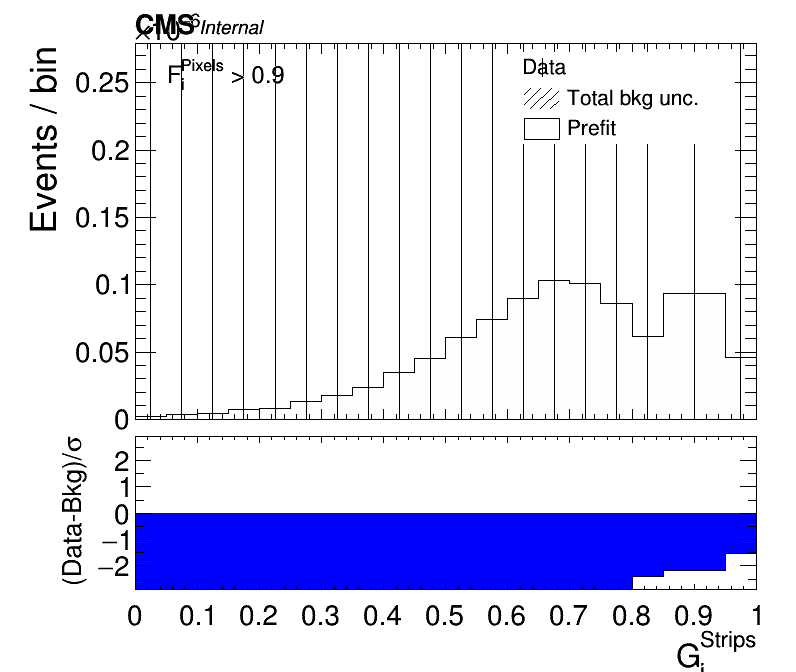 CMS Internal
×10⁻⁶
Events / bin
F_i^Pixels > 0.9
Data
Total bkg unc.
Prefit
0.25
0.2
0.15
0.1
0.05
0
(Data-Bkg)/σ
2
1
0
−1
−2
0 0.1 0.2 0.3 0.4 0.5 0.6 0.7 0.8 0.9 1
G_i^Strips